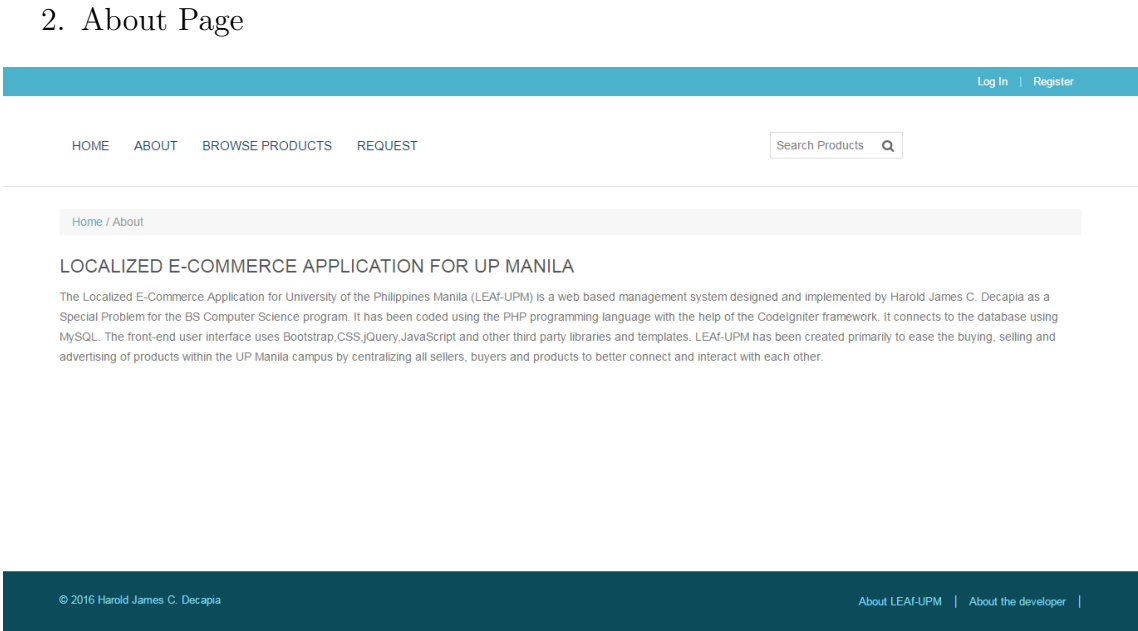 2. About Page
Log In | Register
HOME ABOUT BROWSE PRODUCTS REQUEST Search Products
Home / About
LOCALIZED E-COMMERCE APPLICATION FOR UP MANILA
The Localized E-Commerce Application for University of the Philippines Manila (LEAf-UPM) is a web based management system designed and implemented by Harold James C. Decapia as a
Special Problem for the BS Computer Science program. It has been coded using the PHP programming language with the help of the CodeIgniter framework. It connects to the database using
MySQL. The front-end user interface uses Bootstrap,CSS,jQuery,JavaScript and other third party libraries and templates. LEAf-UPM has been created primarily to ease the buying, selling and
advertising of products within the UP Manila campus by centralizing all sellers, buyers and products to better connect and interact with each other.
© 2016 Harold James C. Decapia About LEAf-UPM | About the developer |